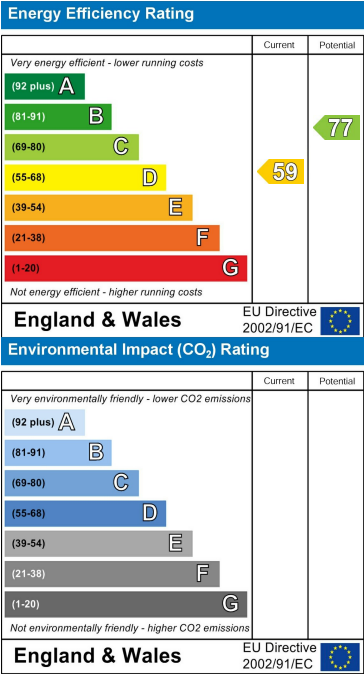 Energy Efficiency Rating
Current Potential
Very energy efficient - lower running costs
(92 plus) A
(81-91) B
(69-80) C
(55-68) D
(39-54) E
(21-38) F
(1-20) G
59
77
Not energy efficient - higher running costs
England & Wales
EU Directive
2002/91/EC
Environmental Impact (CO₂) Rating
Current Potential
Very environmentally friendly - lower CO2 emissions
(92 plus) A
(81-91) B
(69-80) C
(55-68) D
(39-54) E
(21-38) F
(1-20) G
Not environmentally friendly - higher CO2 emissions
England & Wales
EU Directive
2002/91/EC